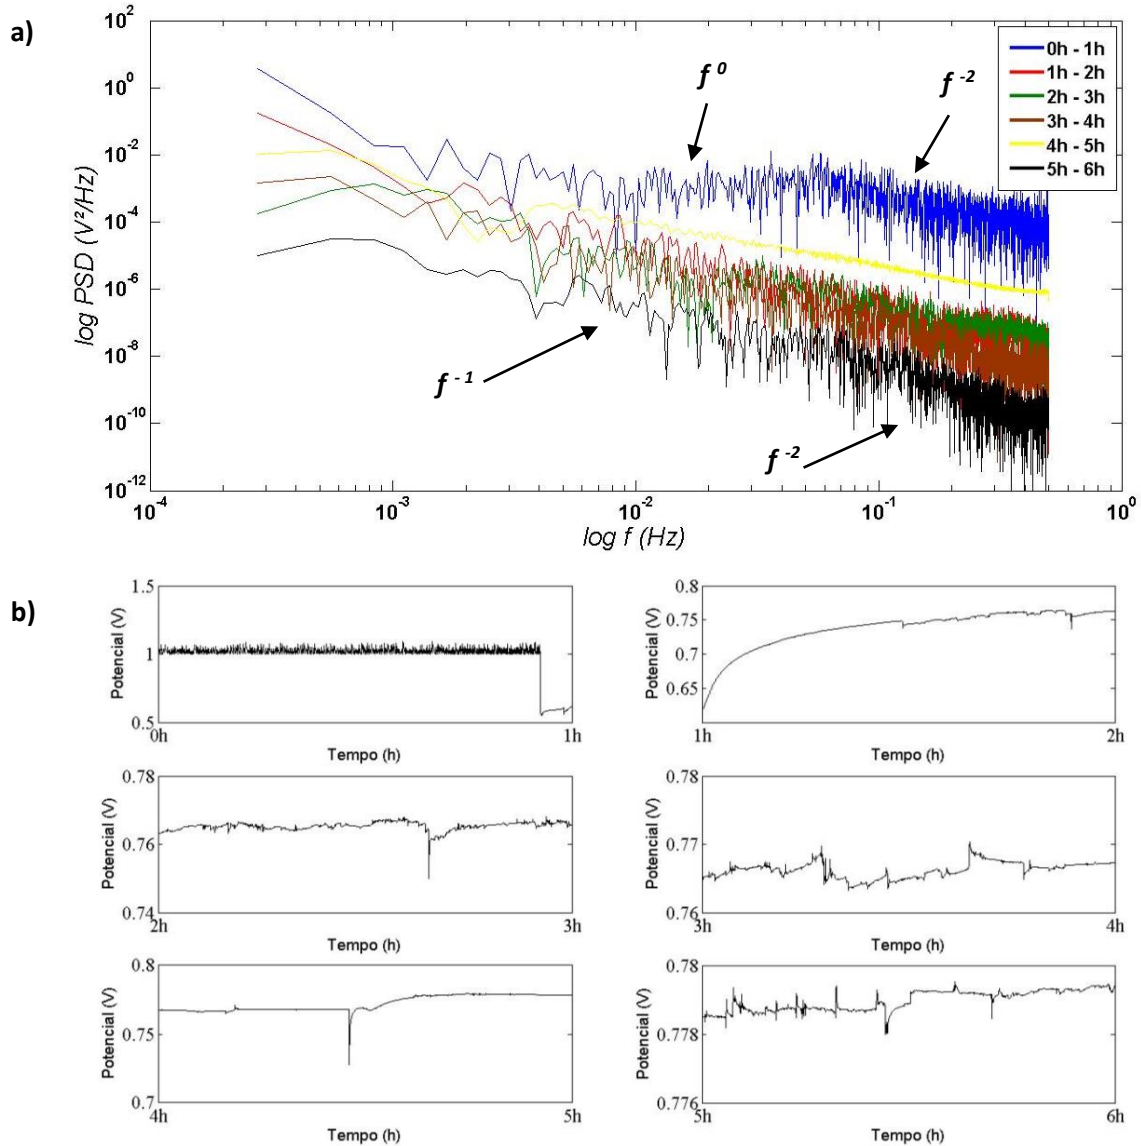 a)
10²
10⁰
10⁻²
10⁻⁴
10⁻⁶
10⁻⁸
10⁻¹⁰
10⁻¹²
log PSD (V²/Hz)
f⁰
f⁻²
f⁻¹
f⁻²
0h - 1h
1h - 2h
2h - 3h
3h - 4h
4h - 5h
5h - 6h
10⁻⁴ 10⁻³ 10⁻² 10⁻¹ 10⁰
log f (Hz)
b)
Potencial (V)
1.5
1
0.5
0h 1h
Tempo (h)
Potencial (V)
0.8
0.75
0.7
0.65
1h 2h
Tempo (h)
Potencial (V)
0.78
0.76
0.74
2h 3h
Tempo (h)
Potencial (V)
0.78
0.77
0.76
3h 4h
Tempo (h)
Potencial (V)
0.8
0.75
0.7
4h 5h
Tempo (h)
Potencial (V)
0.78
0.778
0.776
5h 6h
Tempo (h)